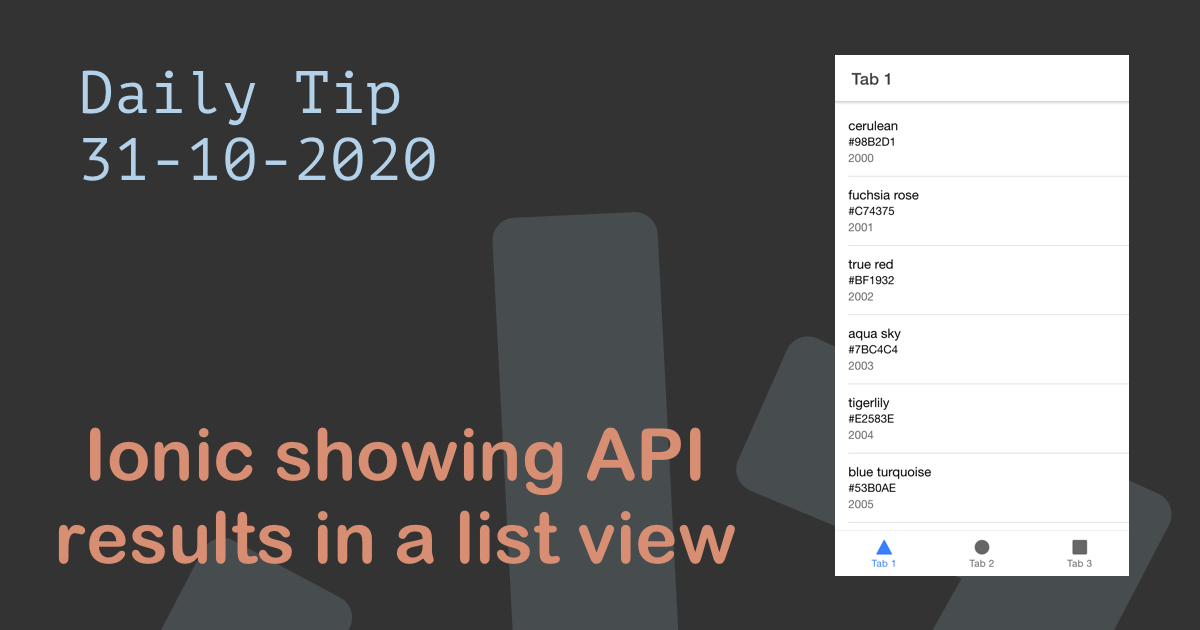 Daily Tip
31-10-2020
Ionic showing API
results in a list view
Tab 1
cerulean
#98B2D1
2000
fuchsia rose
#C74375
2001
true red
#BF1932
2002
aqua sky
#7BC4C4
2003
tigerlily
#E2583E
2004
blue turquoise
#53B0AE
2005
Tab 1 Tab 2 Tab 3